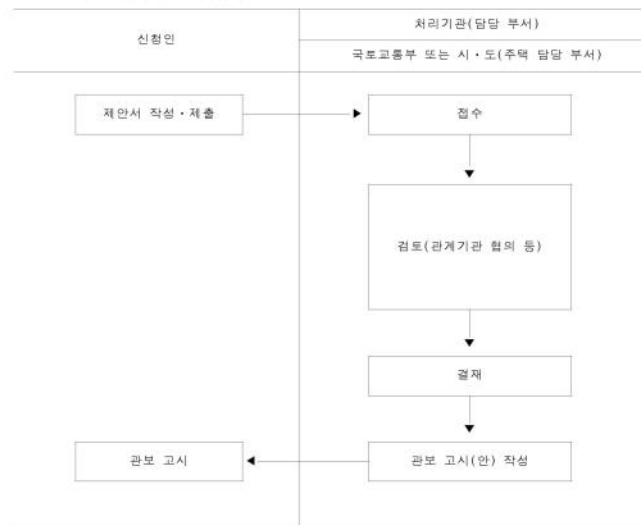 신청인
처리기관(담당 부서)
국토교통부 또는 시・도(주택 담당 부서)
제안서 작성・제출
접수
검토(관계기관 협의 등)
결재
관보 고시
관보 고시(안) 작성